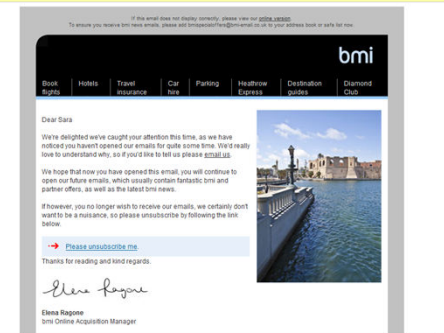 If this email does not display correctly, please view our online version.
To ensure you receive bmi news emails, please add bmispecialoffers@bmi-email.co.uk to your address book or safe list now.
bmi
Book flights
Hotels
Travel insurance
Car hire
Parking
Heathrow Express
Destination guides
Diamond Club
Dear Sara
We're delighted we've caught your attention this time, as we have
noticed you haven't opened our emails for quite some time. We'd really
love to understand why, so if you'd like to tell us please email us.
We hope that now you have opened this email, you will continue to
open our future emails, which usually contain fantastic bmi and
partner offers, as well as the latest bmi news.
If however, you no longer wish to receive our emails, we certainly don't
want to be a nuisance, so please unsubscribe by following the link
below.
Please unsubscribe me.
Thanks for reading and kind regards.
Elena Ragone
Elena Ragone
bmi Online Acquisition Manager